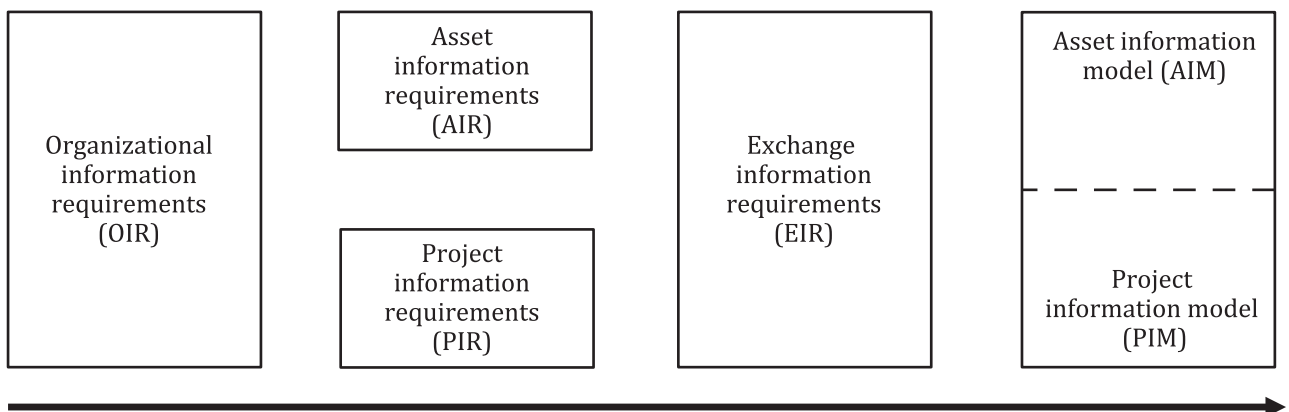 Organizational
information
requirements
(OIR)
Asset
information
requirements
(AIR)
Project
information
requirements
(PIR)
Exchange
information
requirements
(EIR)
Asset information
model (AIM)
Project
information model
(PIM)